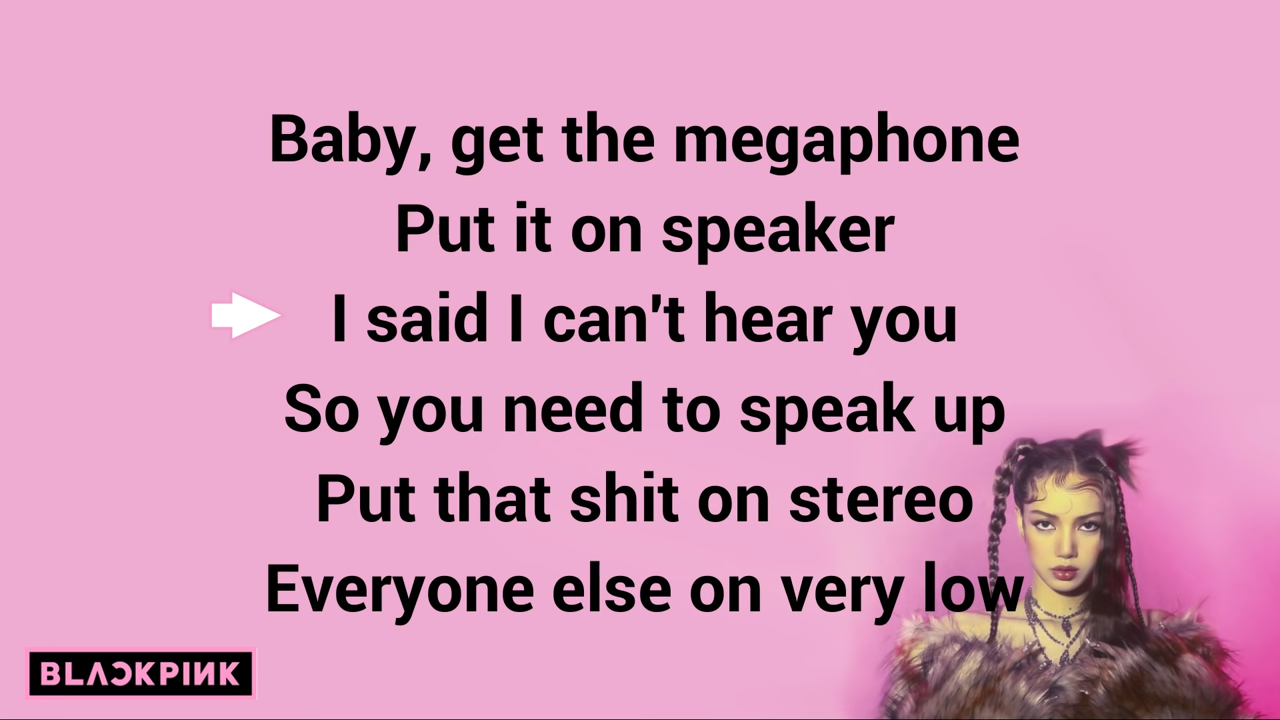 Baby, get the megaphone
Put it on speaker
I said I can't hear you
So you need to speak up
Put that shit on stereo
Everyone else on very low
BLΛƆKPIИK